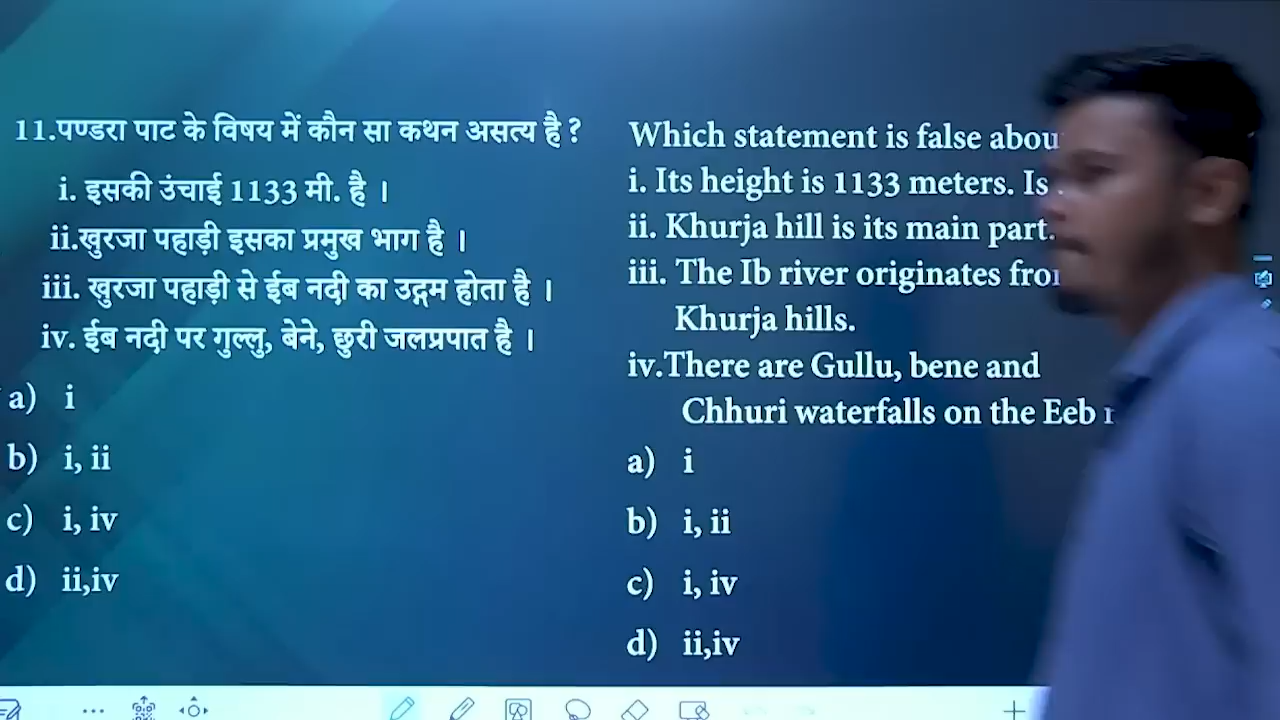 11.पण्डरा पाट के विषय में कौन सा कथन असत्य है ?
i. इसकी उंचाई 1133 मी. है ।
ii.खुरजा पहाड़ी इसका प्रमुख भाग है ।
iii. खुरजा पहाड़ी से ईब नदी का उद्गम होता है ।
iv. ईब नदी पर गुल्लु, बेने, छुरी जलप्रपात है ।
a) i
b) i, ii
c) i, iv
d) ii,iv
Which statement is false
i. Its height is 1133 meters. Is
ii. Khurja hill is its main part.
iii. The Ib river originates
Khurja hills.
iv.There are Gullu, bene and
Chhuri waterfalls on the Eeb
a) i
b) i, ii
c) i, iv
d) ii,iv